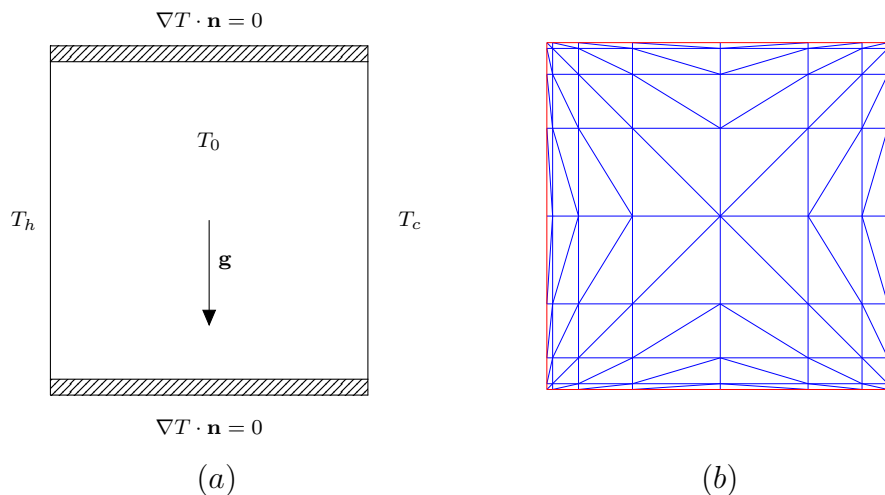 ∇T · n = 0
T₀
Tₕ
T_c
g
∇T · n = 0
(a)
(b)